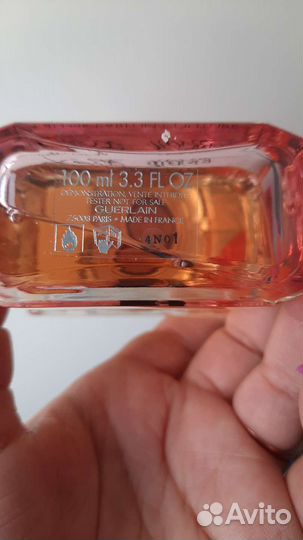 100 ml 3.3 FL OZ
DEMONSTRATION, VENTE INTERDITE
TESTER NOT FOR SALE
GUERLAIN
75008 PARIS • MADE IN FRANCE
4N01
Avito